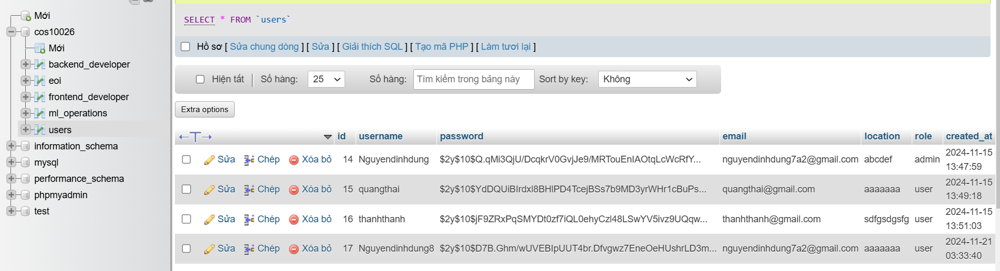 Mới
cos10026
Mới
backend_developer
eoi
frontend_developer
ml_operations
users
information_schema
mysql
performance_schema
phpmyadmin
test
SELECT * FROM `users`
Hồ sơ [ Sửa chung dòng ] [ Sửa ] [ Giải thích SQL ] [ Tạo mã PHP ] [ Làm tươi lại ]
Hiện tất | Số hàng: 25 Số hàng: Tìm kiếm trong bảng này Sort by key: Không
Extra options
←T→ id username password email location role created_at
Sửa Chép Xóa bỏ 14 Nguyendinhdung $2y$10$Q.qMi3QjU/DcqkrV0GvjJe9/MRTouEnIAOtqLcWcRfY... nguyendinhdung7a2@gmail.com abcdef admin 2024-11-15 13:47:59
Sửa Chép Xóa bỏ 15 quangthai $2y$10$YdDQUiBIrdxl8BHlPD4TcejBSs7b9MD3yrWHr1cBuPs... quangthai@gmail.com aaaaaaa user 2024-11-15 13:49:18
Sửa Chép Xóa bỏ 16 thanhthanh $2y$10$jF9ZRxPqSMYDt0zf7iQL0ehyCzl48LSwYV5ivz9UQqw... thanhthanh@gmail.com sdfgsdgsfg user 2024-11-15 13:51:03
Sửa Chép Xóa bỏ 17 Nguyendinhdung8 $2y$10$D7B.Ghm/wUVEBIpUUT4br.Dfvgwz7EneOeHUshrLD3m... nguyendinhdung7a2@gmail.com aaaaaaa user 2024-11-21 03:33:40